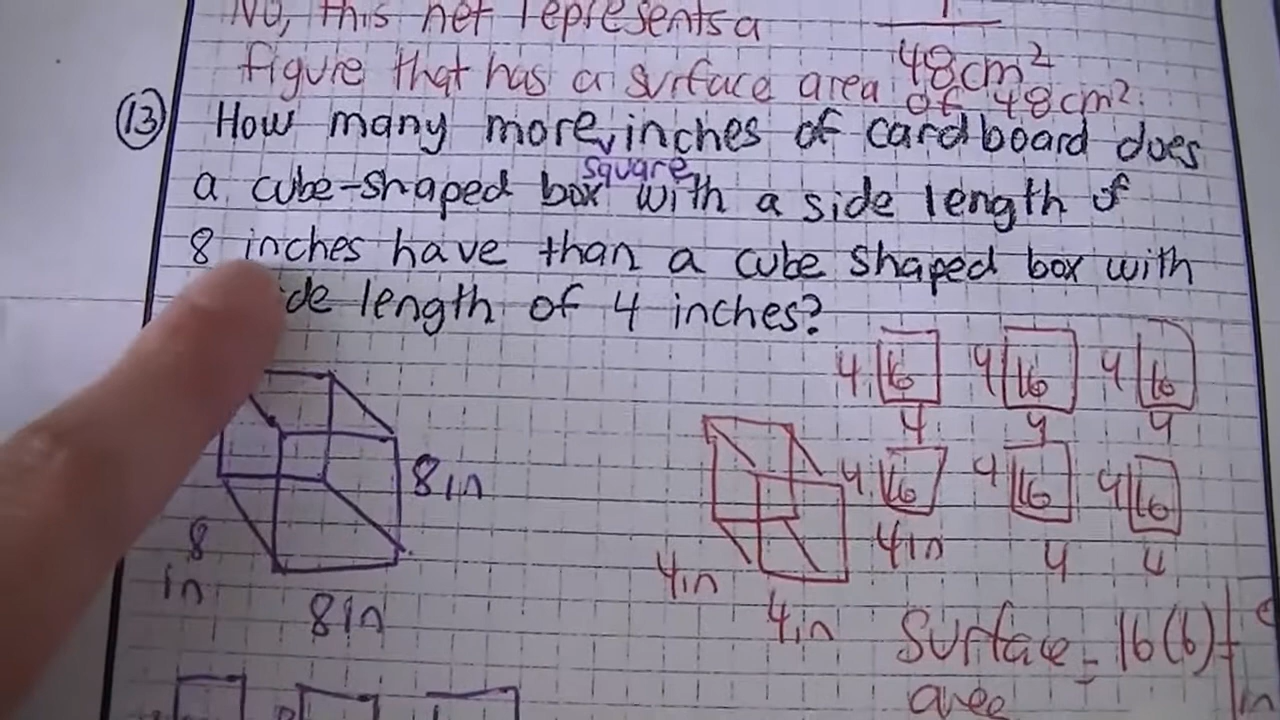 No, this net represents a
figure that has a surface area of 48cm²
48cm²
13 How many more inches of cardboard does
square
a cube-shaped box with a side length of
8 inches have than a cube shaped box with
length of 4 inches?
4 16 4 16 4 16
4 4 4
4 16 4 16 4 16
4in 4 4
8in
8
in
8in
4in
4in
Surface = 16(6)
area
in